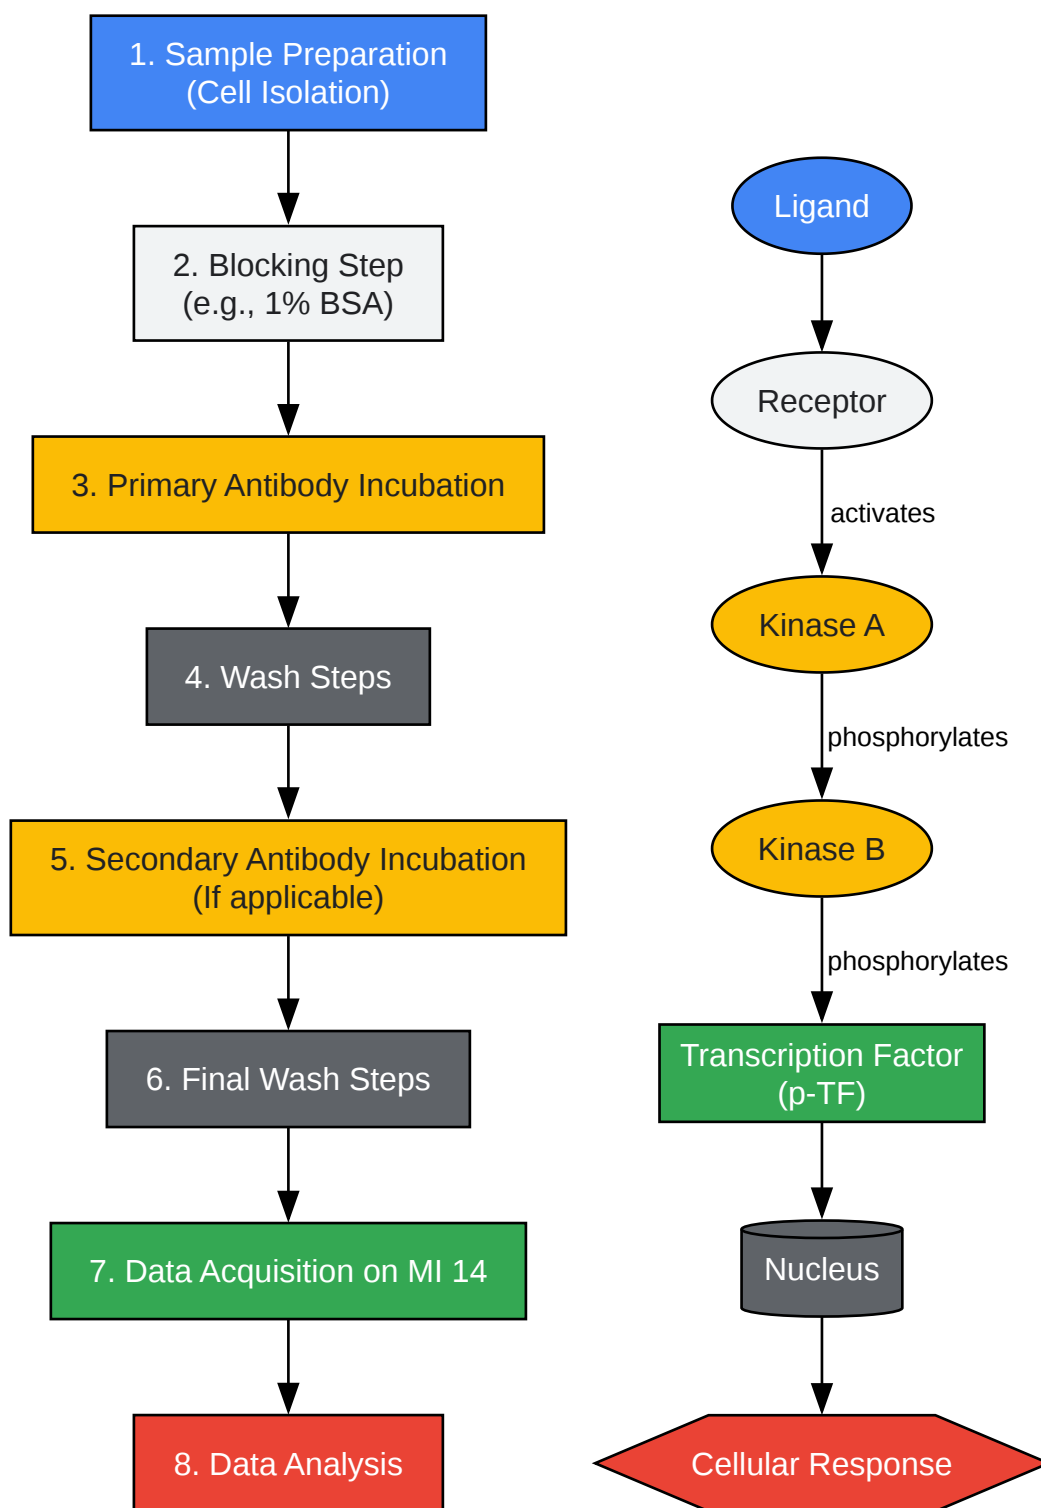 1. Sample Preparation
(Cell Isolation)
2. Blocking Step
(e.g., 1% BSA)
3. Primary Antibody Incubation
4. Wash Steps
5. Secondary Antibody Incubation
(If applicable)
6. Final Wash Steps
7. Data Acquisition on MI 14
8. Data Analysis
Ligand
Receptor
activates
Kinase A
phosphorylates
Kinase B
phosphorylates
Transcription Factor
(p-TF)
Nucleus
Cellular Response